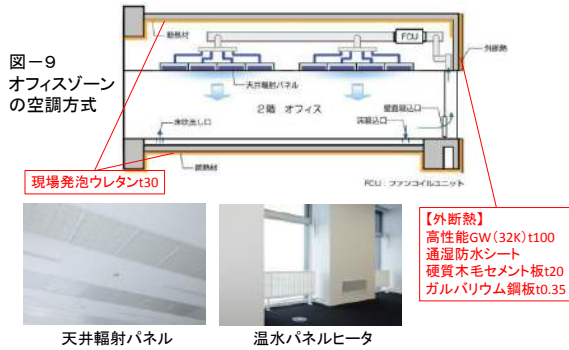 図－9
オフィスゾーン
の空調方式
断熱材
FCU
外断熱
天井輻射パネル
2階 オフィス
床吹出し口
床吸込口
壁面吸込口
断熱材
FCU：ファンコイルユニット
現場発泡ウレタンt30
【外断熱】
高性能GW(32K)t100
通湿防水シート
硬質木毛セメント板t20
ガルバリウム鋼板t0.35
天井輻射パネル
温水パネルヒータ